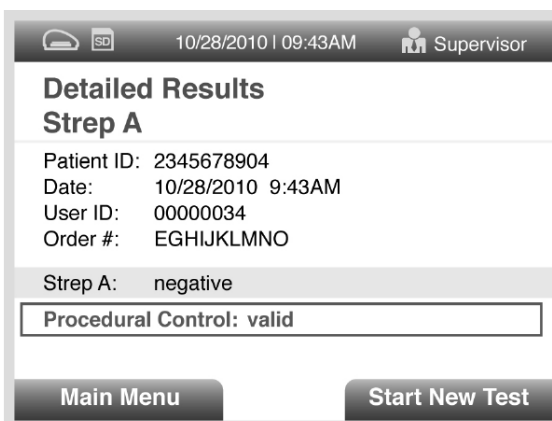 SD 10/28/2010 | 09:43AM Supervisor
Detailed Results
Strep A
Patient ID: 2345678904
Date: 10/28/2010 9:43AM
User ID: 00000034
Order #: EGHIJKLMNO
Strep A: negative
Procedural Control: valid
Main Menu Start New Test